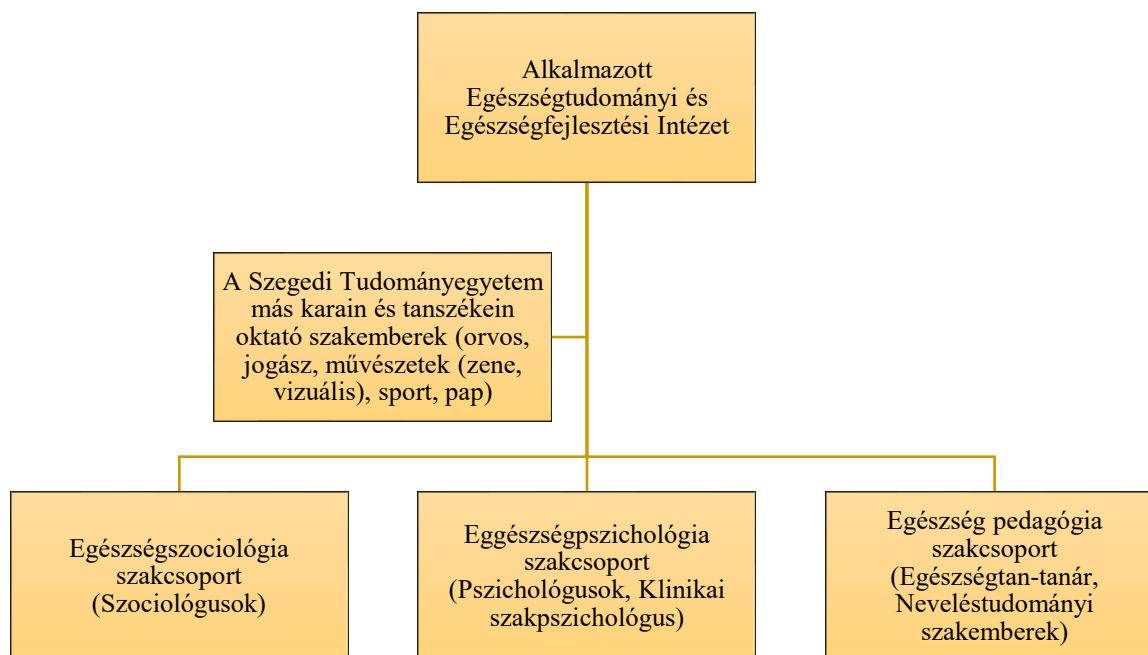 Alkalmazott
Egészségtudományi és
Egészségfejlesztési Intézet
A Szegedi Tudományegyetem
más karain és tanszékein
oktató szakemberek (orvos,
jogász, művészetek (zene,
vizuális), sport, pap)
Egészségszociológia
szakcsoport
(Szociológusok)
Eggészségpszichológia
szakcsoport
(Pszichológusok, Klinikai
szakpszichológus)
Egészség pedagógia
szakcsoport
(Egészségtan-tanár,
Neveléstudományi
szakemberek)